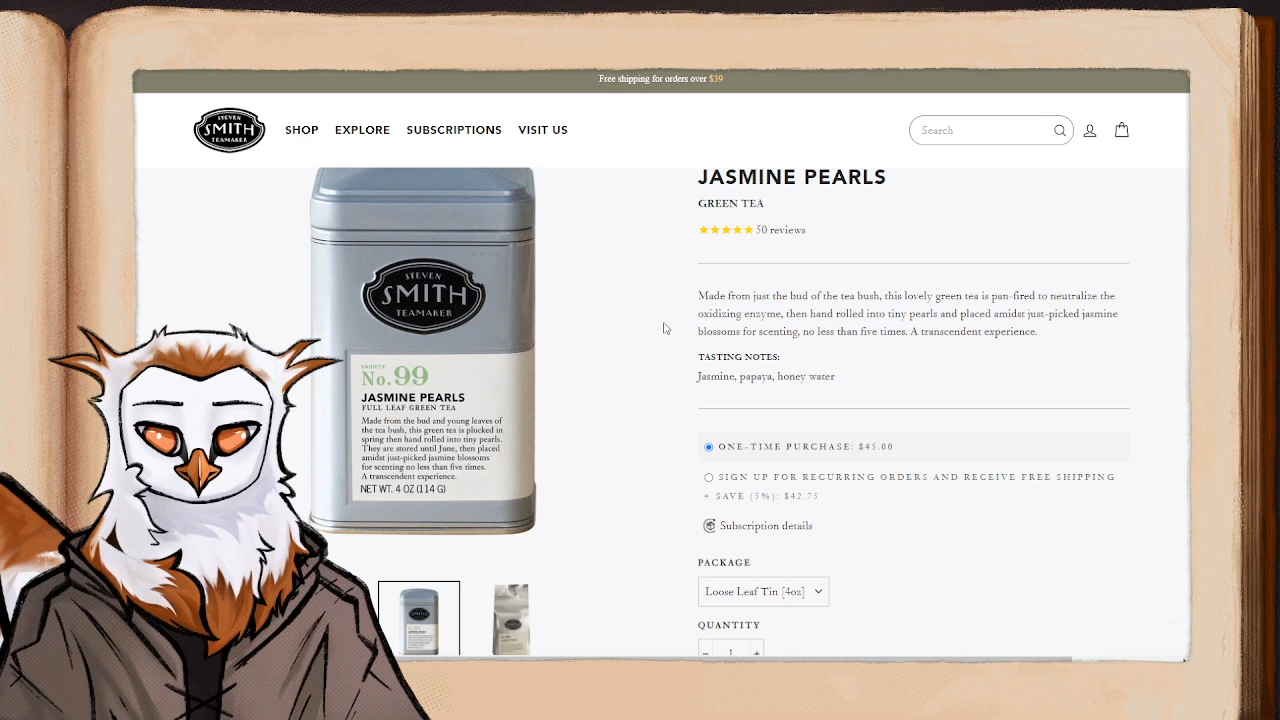 Free shipping for orders over $39
STEVEN
SMITH
TEAMAKER
SHOP EXPLORE SUBSCRIPTIONS VISIT US
Search
JASMINE PEARLS
GREEN TEA
50 reviews
Made from just the bud of the tea bush, this lovely green tea is pan-fired to neutralize the
oxidizing enzyme, then hand rolled into tiny pearls and placed amidst just-picked jasmine
blossoms for scenting, no less than five times. A transcendent experience.
TASTING NOTES:
Jasmine, papaya, honey water
ONE-TIME PURCHASE: $45.00
SIGN UP FOR RECURRING ORDERS AND RECEIVE FREE SHIPPING
+ SAVE (5%): $42.75
Subscription details
PACKAGE
Loose Leaf Tin [4oz]
QUANTITY
− 1 +
STEVEN
SMITH
TEAMAKER
VARIETY:
No. 99
JASMINE PEARLS
FULL LEAF GREEN TEA
Made from the bud and young leaves of
the tea bush, this green tea is plucked in
spring then hand rolled into tiny pearls.
They are stored until June, then placed
amidst just-picked jasmine blossoms
for scenting no less than five times.
A transcendent experience.
NET WT. 4 OZ (114 G)
SMITH